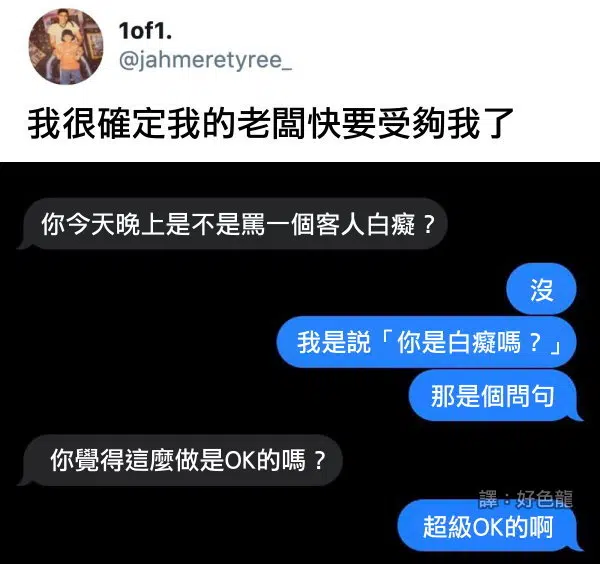 1of1.
@jahmeretyree_
我很確定我的老闆快要受夠我了
你今天晚上是不是罵一個客人白癡？
沒
我是説「你是白癡嗎？」
那是個問句
你覺得這麼做是OK的嗎？
譯：好色龍
超級OK的啊